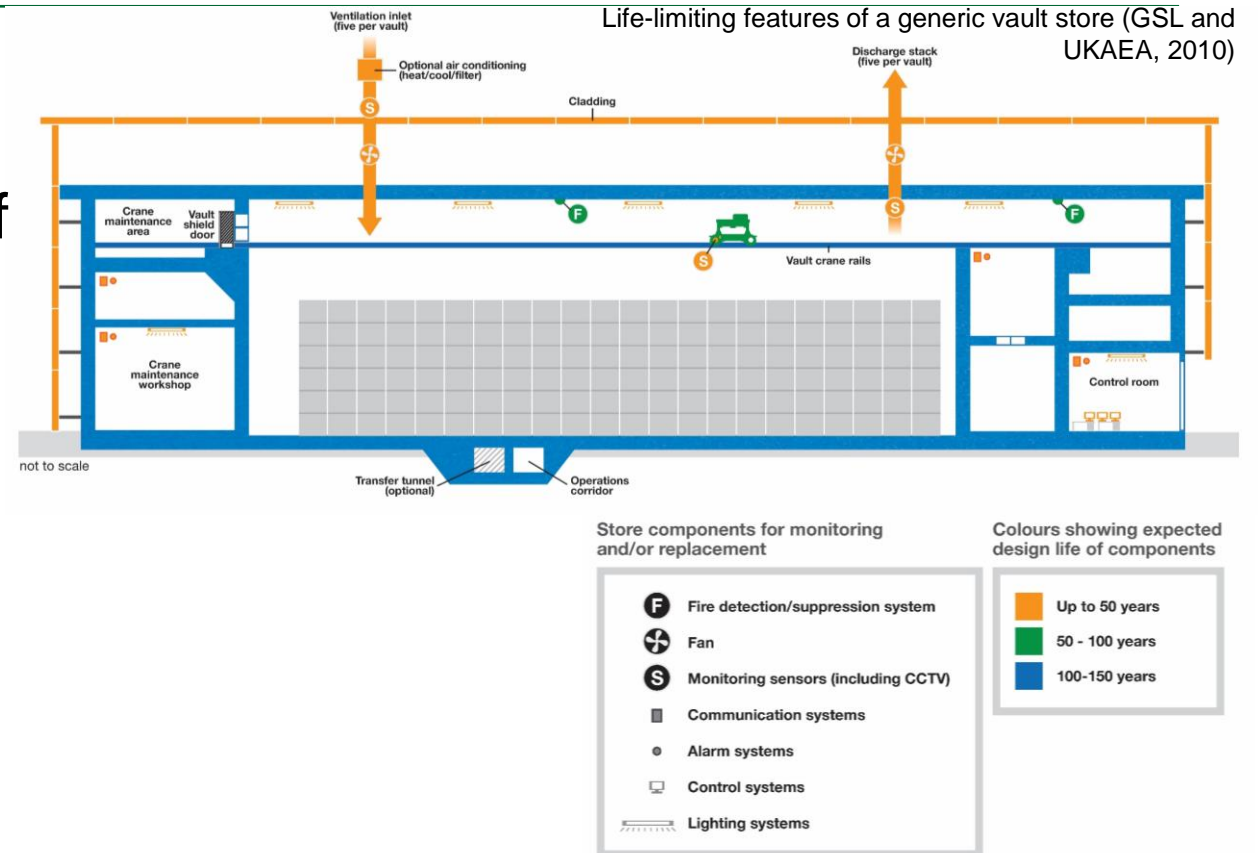 Life-limiting features of a generic vault store (GSL and
UKAEA, 2010)
Ventilation inlet
(five per vault)
Optional air conditioning
(heat/cool/filter)
S
Discharge stack
(five per vault)
Cladding
f
Crane
maintenance
area
Vault
shield
door
F
F
S
S
Vault crane rails
Crane
maintenance
workshop
Control room
not to scale
Transfer tunnel
(optional)
Operations
corridor
Store components for monitoring
and/or replacement
F Fire detection/suppression system
Fan
S Monitoring sensors (including CCTV)
Communication systems
Alarm systems
Control systems
Lighting systems
Colours showing expected
design life of components
Up to 50 years
50 - 100 years
100-150 years